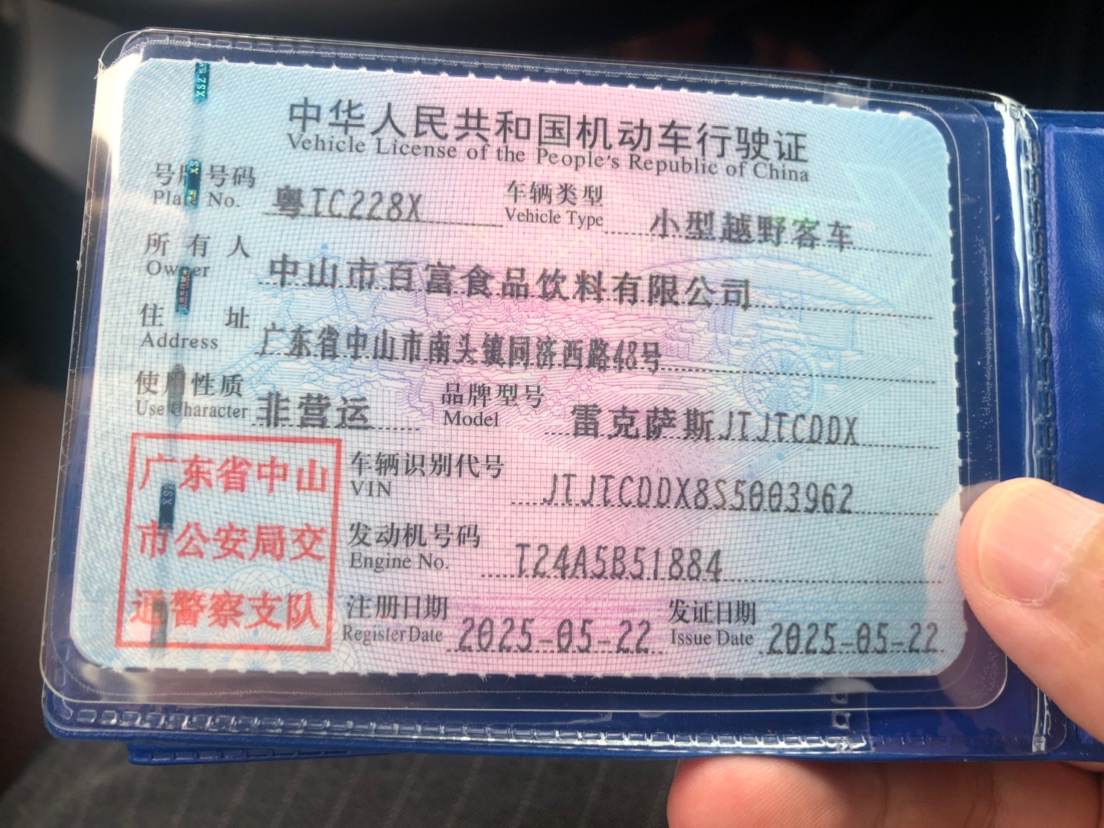 中华人民共和国机动车行驶证
Vehicle License of the People's Republic of China
号牌号码 粤TC228X 车辆类型 小型越野客车
Plate No. Vehicle Type
所有人 中山市百富食品饮料有限公司
Owner
住址 广东省中山市南头镇同济西路48号
Address
使用性质 非营运 品牌型号 雷克萨斯JTJTCDDX
Use Character Model
广东省中山
市公安局交
通警察支队
车辆识别代号 JTJTCDDX8S5003962
VIN
发动机号码 T24A5B51884
Engine No.
注册日期 2025-05-22 发证日期 2025-05-22
Register Date Issue Date